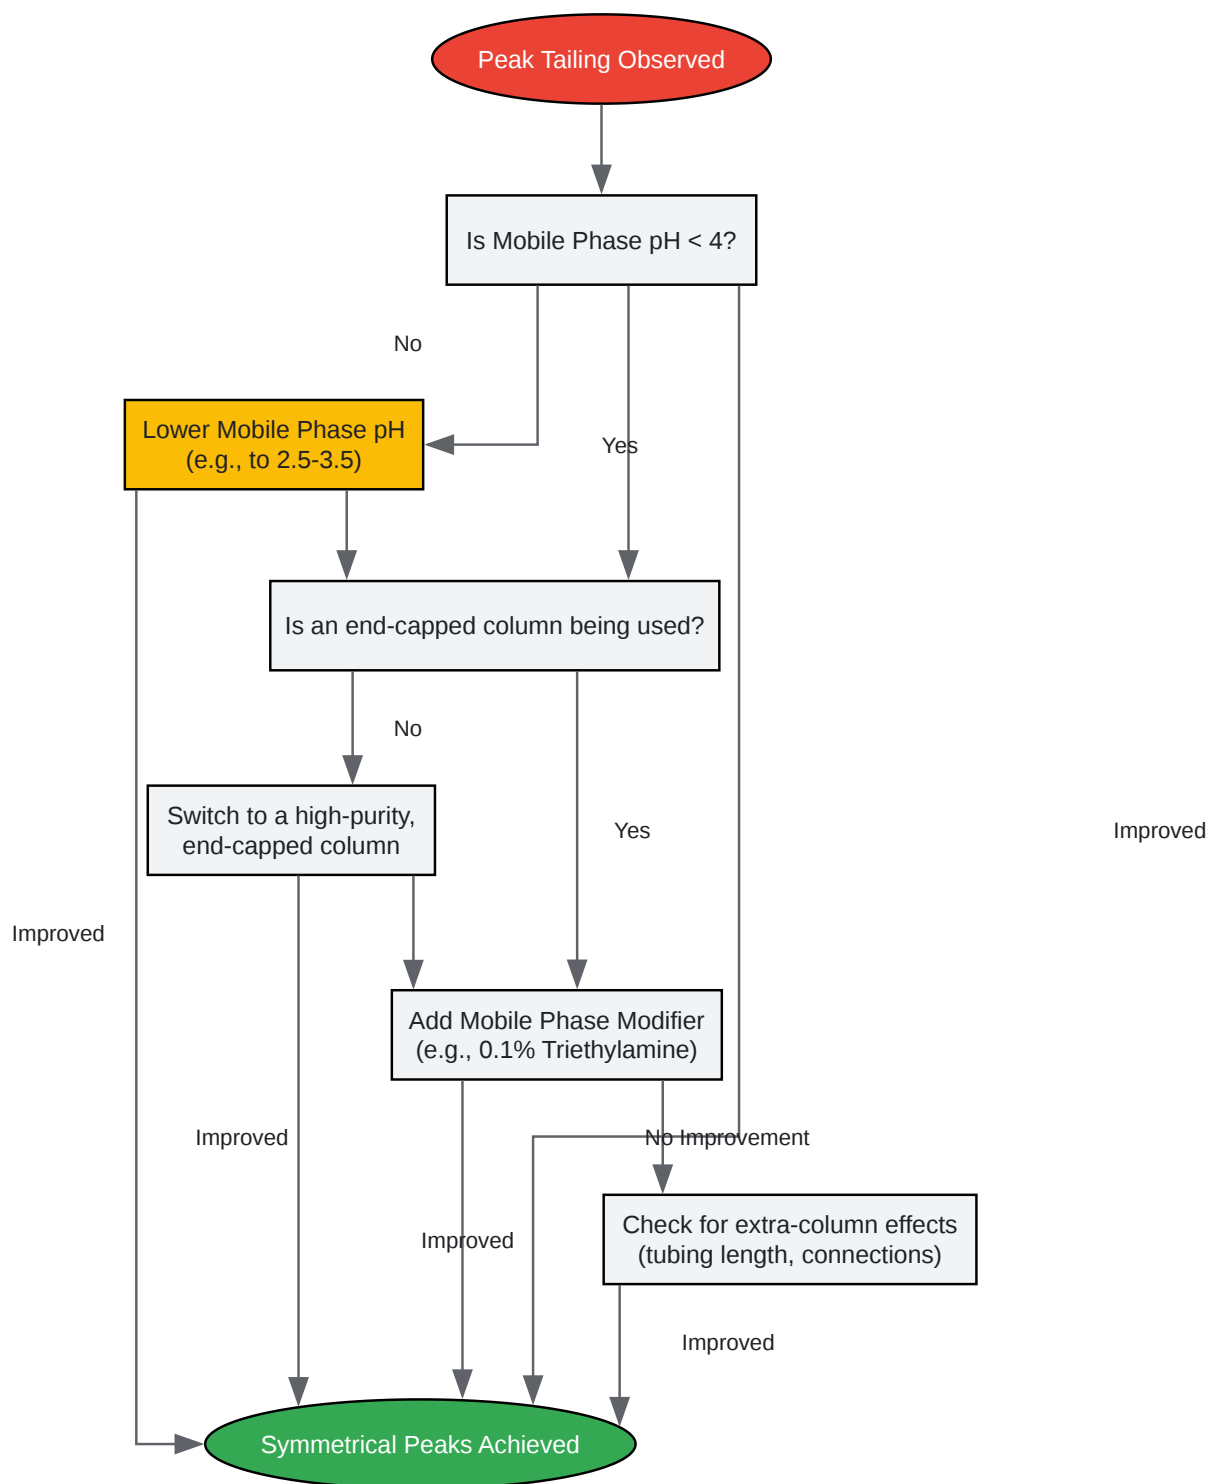 Peak Tailing Observed
Is Mobile Phase pH < 4?
No
Lower Mobile Phase pH
(e.g., to 2.5-3.5)
Yes
Is an end-capped column being used?
No
Switch to a high-purity,
end-capped column
Yes
Improved
Improved
Add Mobile Phase Modifier
(e.g., 0.1% Triethylamine)
Improved
No Improvement
Check for extra-column effects
(tubing length, connections)
Improved
Improved
Symmetrical Peaks Achieved